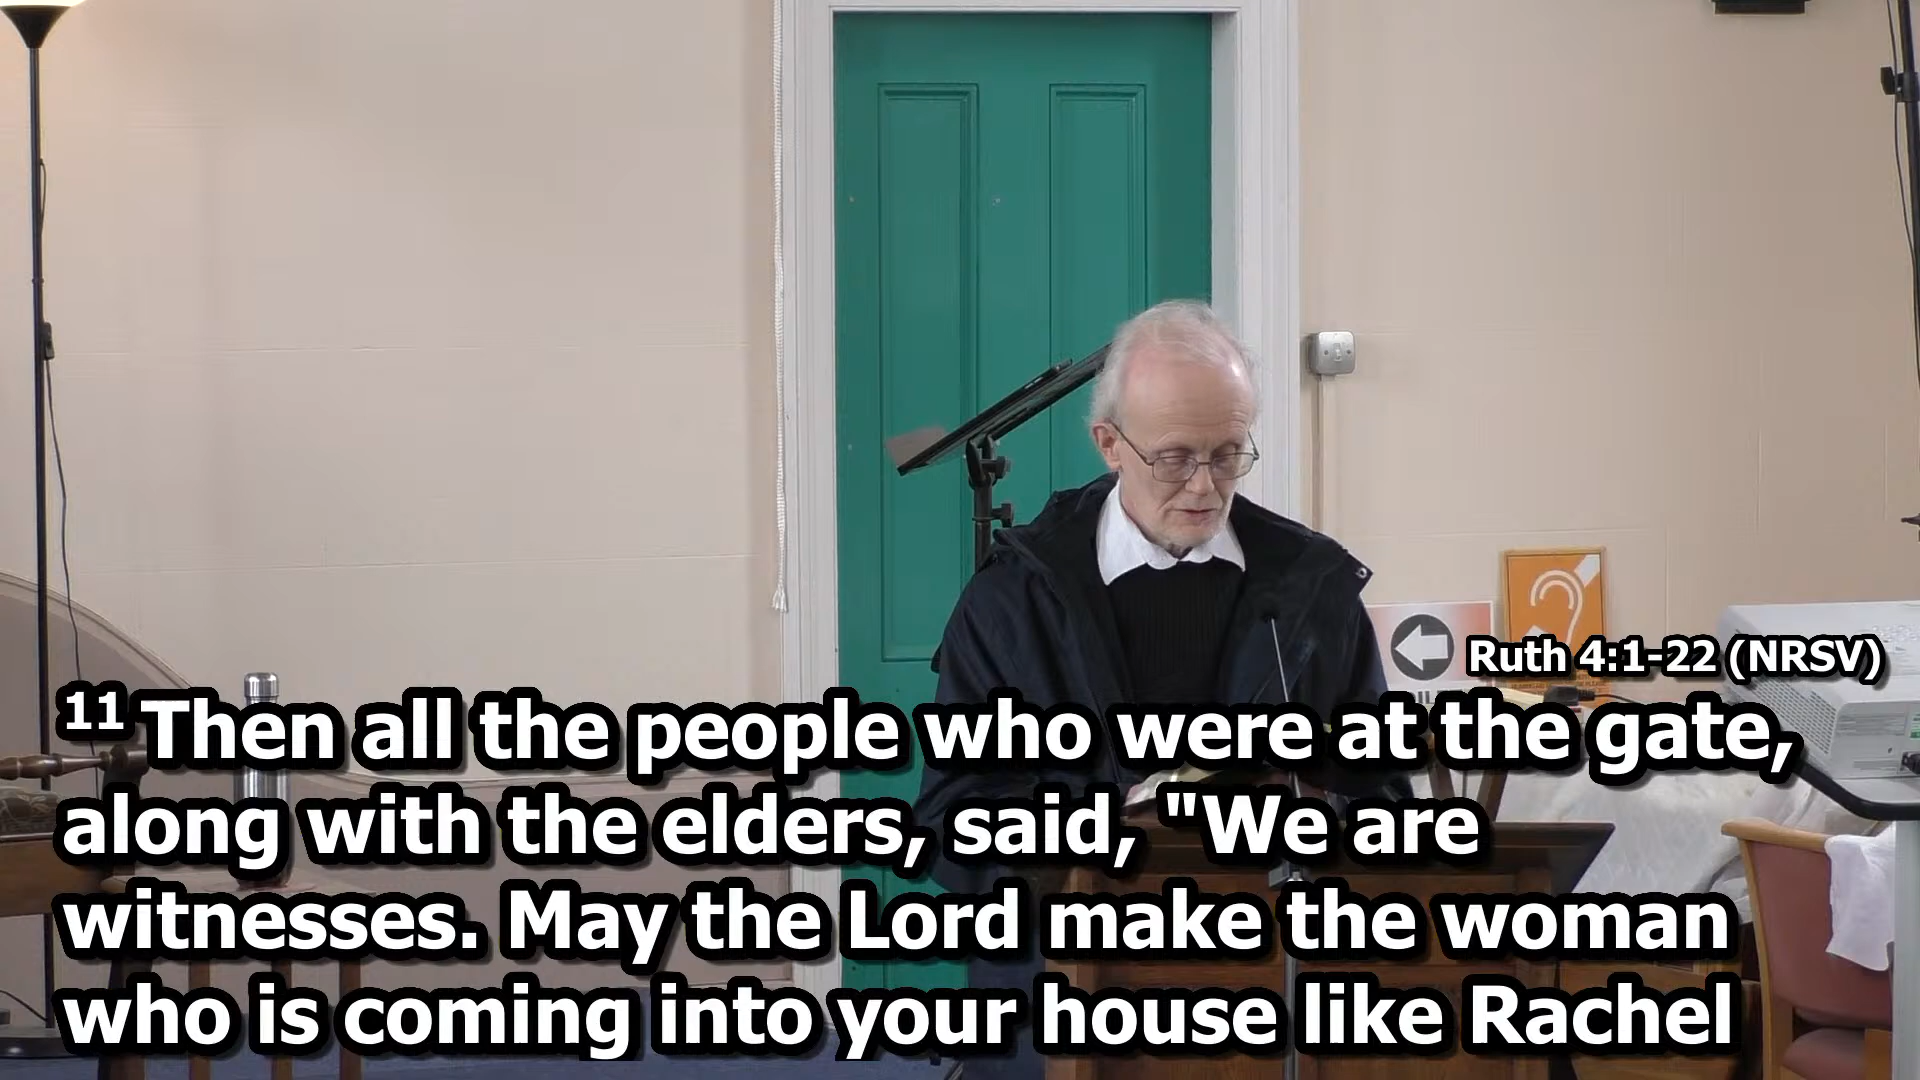 Ruth 4:1-22 (NRSV)
11 Then all the people who were at the gate,
along with the elders, said, "We are
witnesses. May the Lord make the woman
who is coming into your house like Rachel